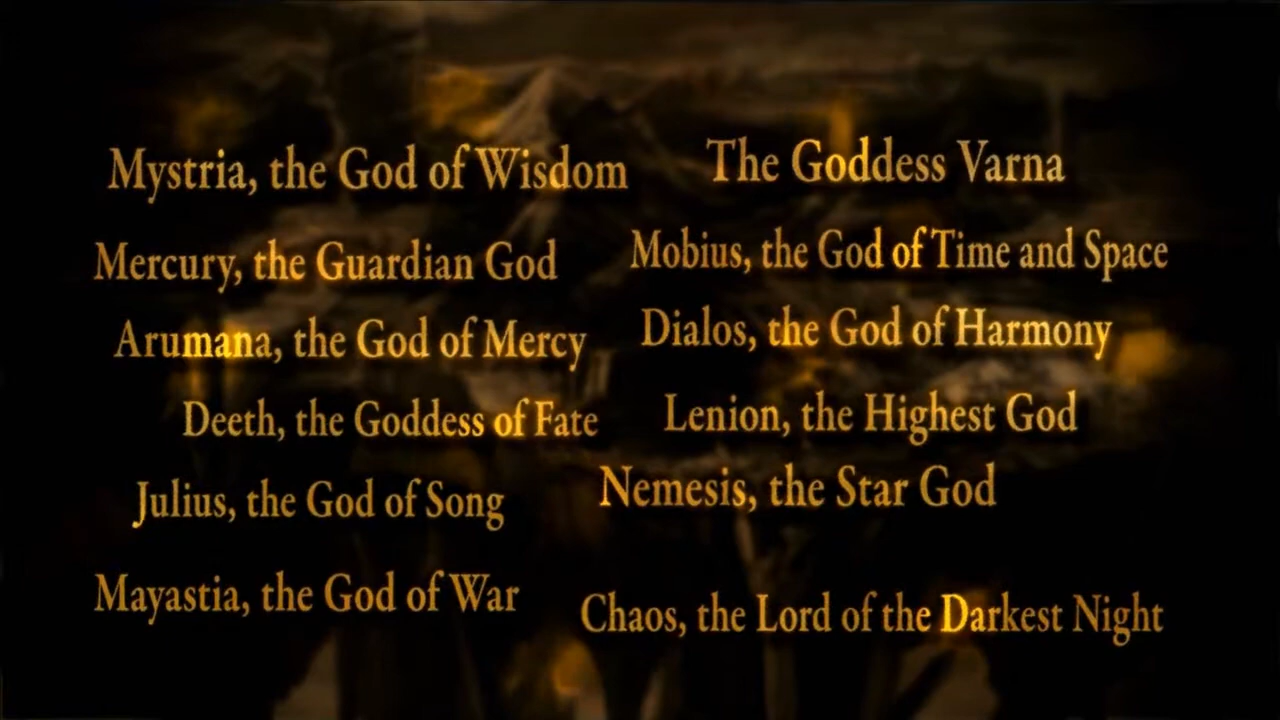 Mystria, the God of Wisdom
The Goddess Varna
Mercury, the Guardian God
Mobius, the God of Time and Space
Arumana, the God of Mercy
Dialos, the God of Harmony
Deeth, the Goddess of Fate
Lenion, the Highest God
Julius, the God of Song
Nemesis, the Star God
Mayastia, the God of War
Chaos, the Lord of the Darkest Night